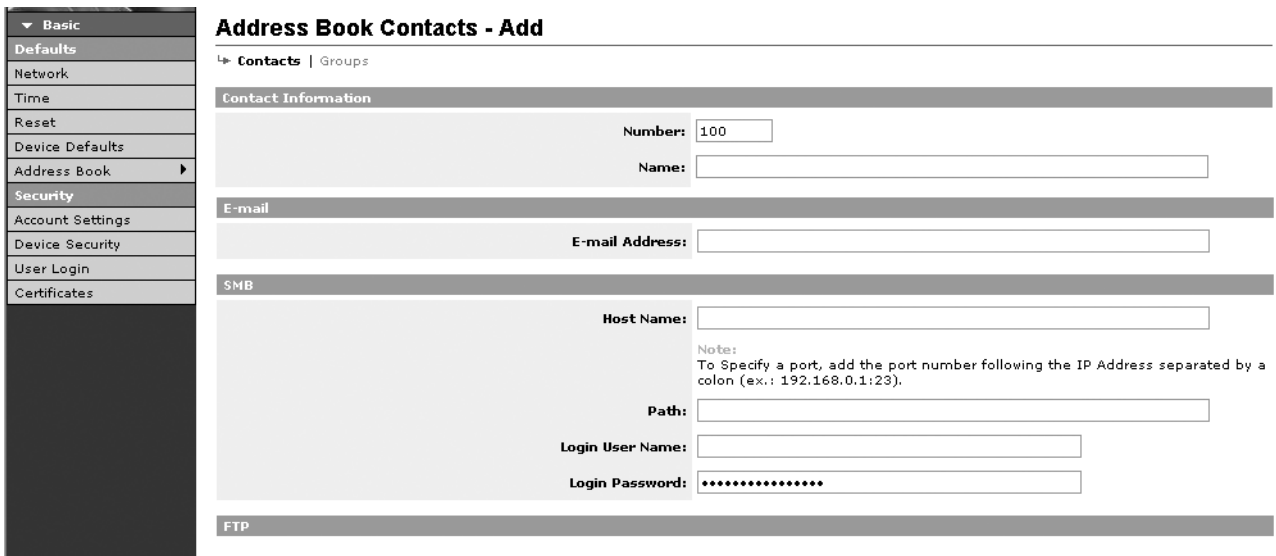 Basic
Defaults
Network
Time
Reset
Device Defaults
Address Book
Security
Account Settings
Device Security
User Login
Certificates
Address Book Contacts - Add
Contacts | Groups
Contact Information
Number: 100
Name:
E-mail
E-mail Address:
SMB
Host Name:
Note:
To Specify a port, add the port number following the IP Address separated by a
colon (ex.: 192.168.0.1:23).
Path:
Login User Name:
Login Password: ••••••••••••••••
FTP